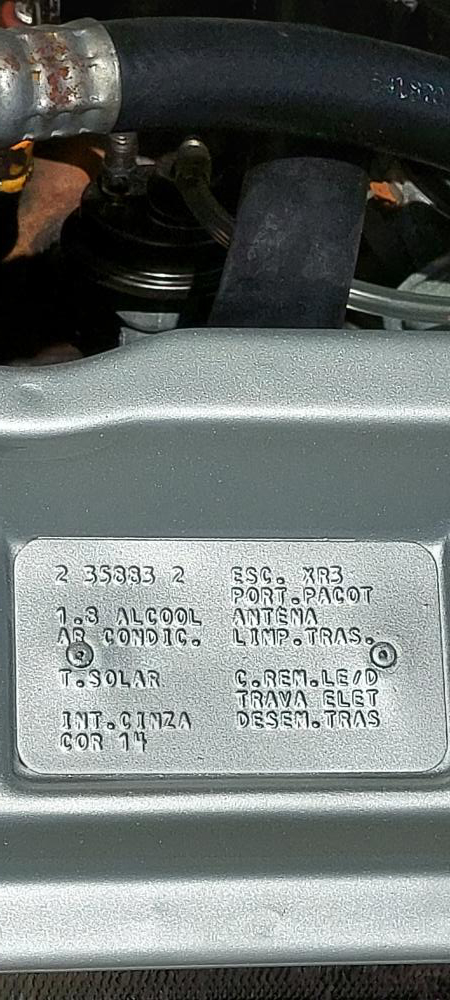 2 35883 2
1.8 ALCOOL
AR CONDIC.
T.SOLAR
INT.CINZA
COR 14
ESC. XR3
PORT.PACOT
ANTENA
LIMP.TRAS.
C.REM.LE/D
TRAVA ELET
DESEM.TRAS